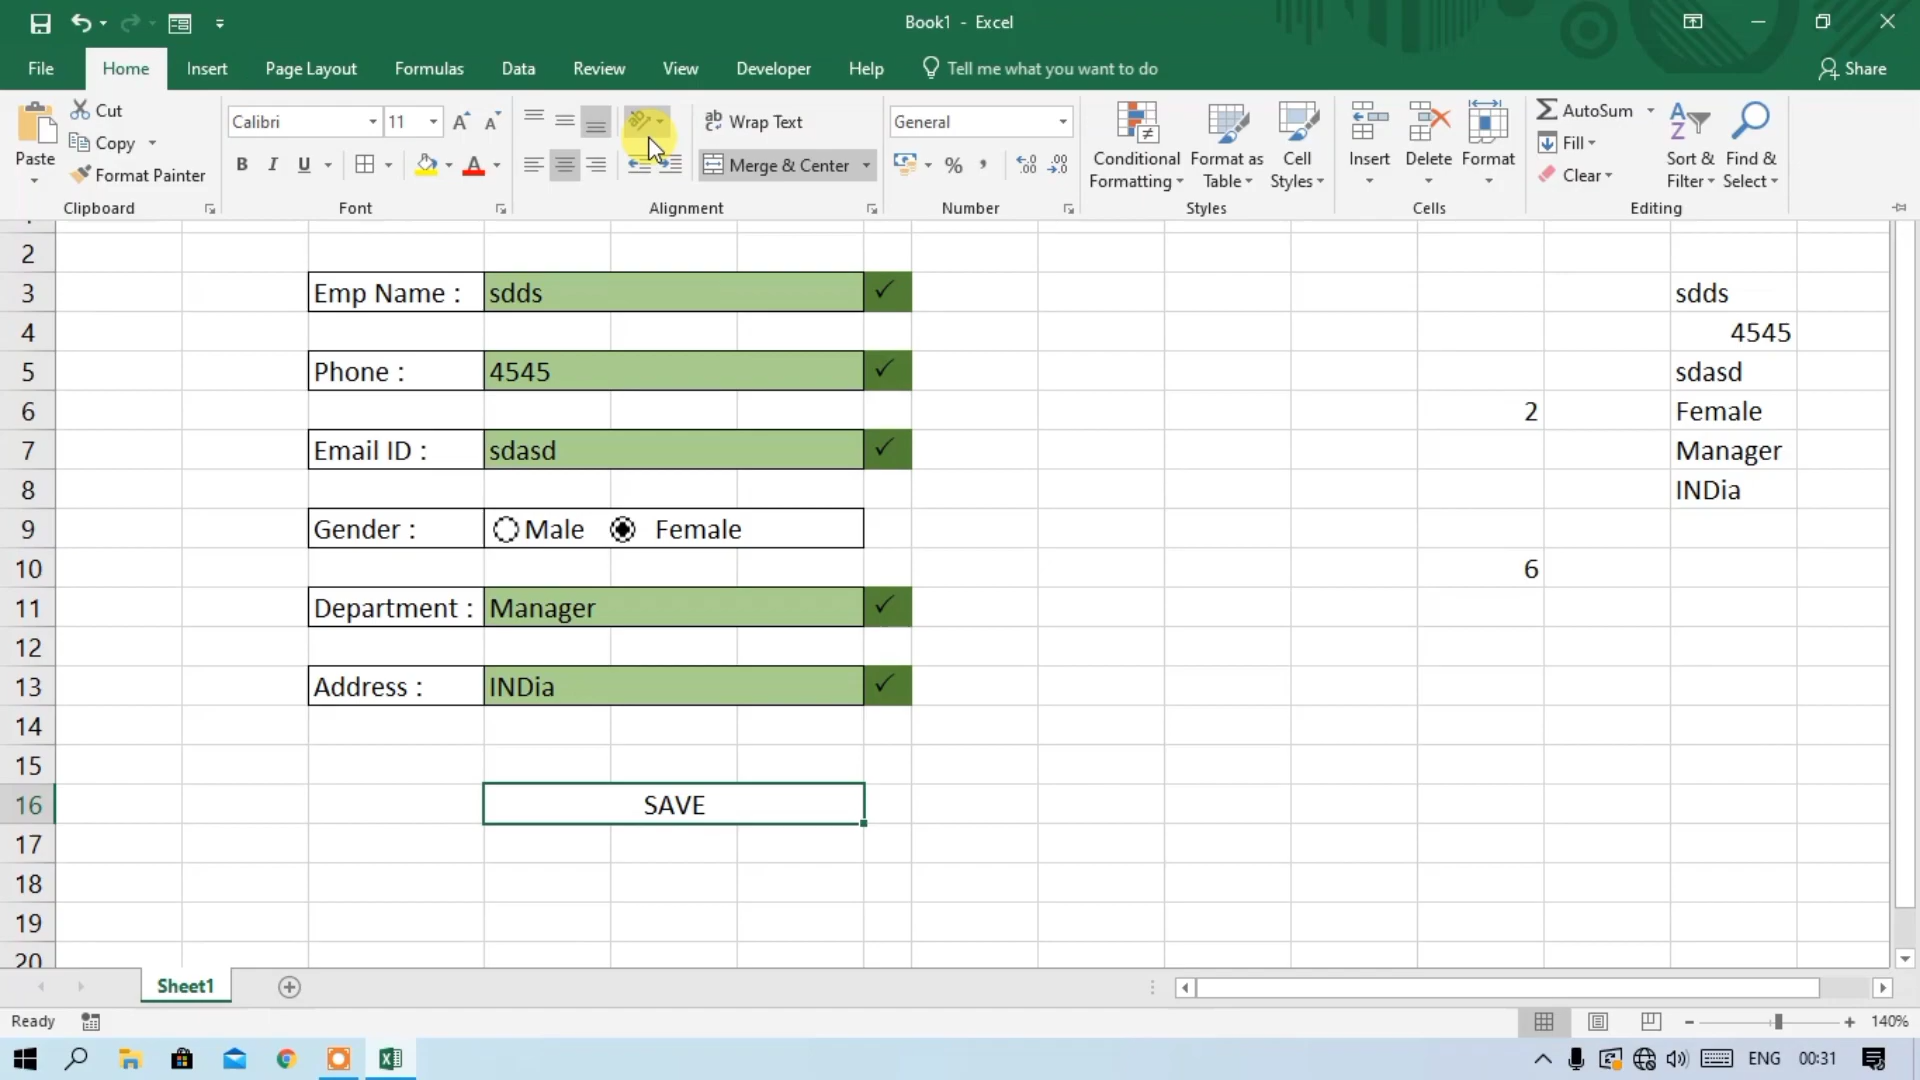 Book1 - Excel
File Home Insert Page Layout Formulas Data Review View Developer Help Tell me what you want to do Share
Cut
Calibri 11 Wrap Text General AutoSum
Paste Copy Conditional Format as Cell Insert Delete Format Fill Sort & Find &
Format Painter B I U A Merge & Center % , Formatting Table Styles Clear Filter Select
Clipboard Font Alignment Number Styles Cells Editing
2
3 Emp Name : sdds ✓ sdds
4 4545
5 Phone : 4545 ✓ sdasd
6 2 Female
7 Email ID : sdasd ✓ Manager
8 INDia
9 Gender : Male Female
10 6
11 Department : Manager ✓
12
13 Address : INDia ✓
14
15
16 SAVE
17
18
19
20
Sheet1
Ready 140%
ENG 00:31